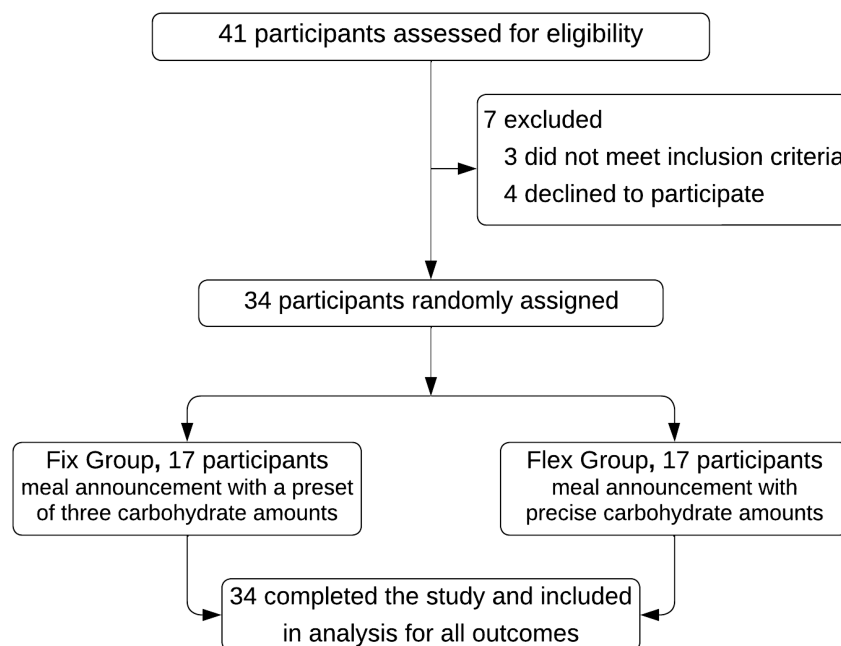 41 participants assessed for eligibility
7 excluded
3 did not meet inclusion criteria
4 declined to participate
34 participants randomly assigned
Fix Group, 17 participants
meal announcement with a preset
of three carbohydrate amounts
Flex Group, 17 participants
meal announcement with
precise carbohydrate amounts
34 completed the study and included
in analysis for all outcomes